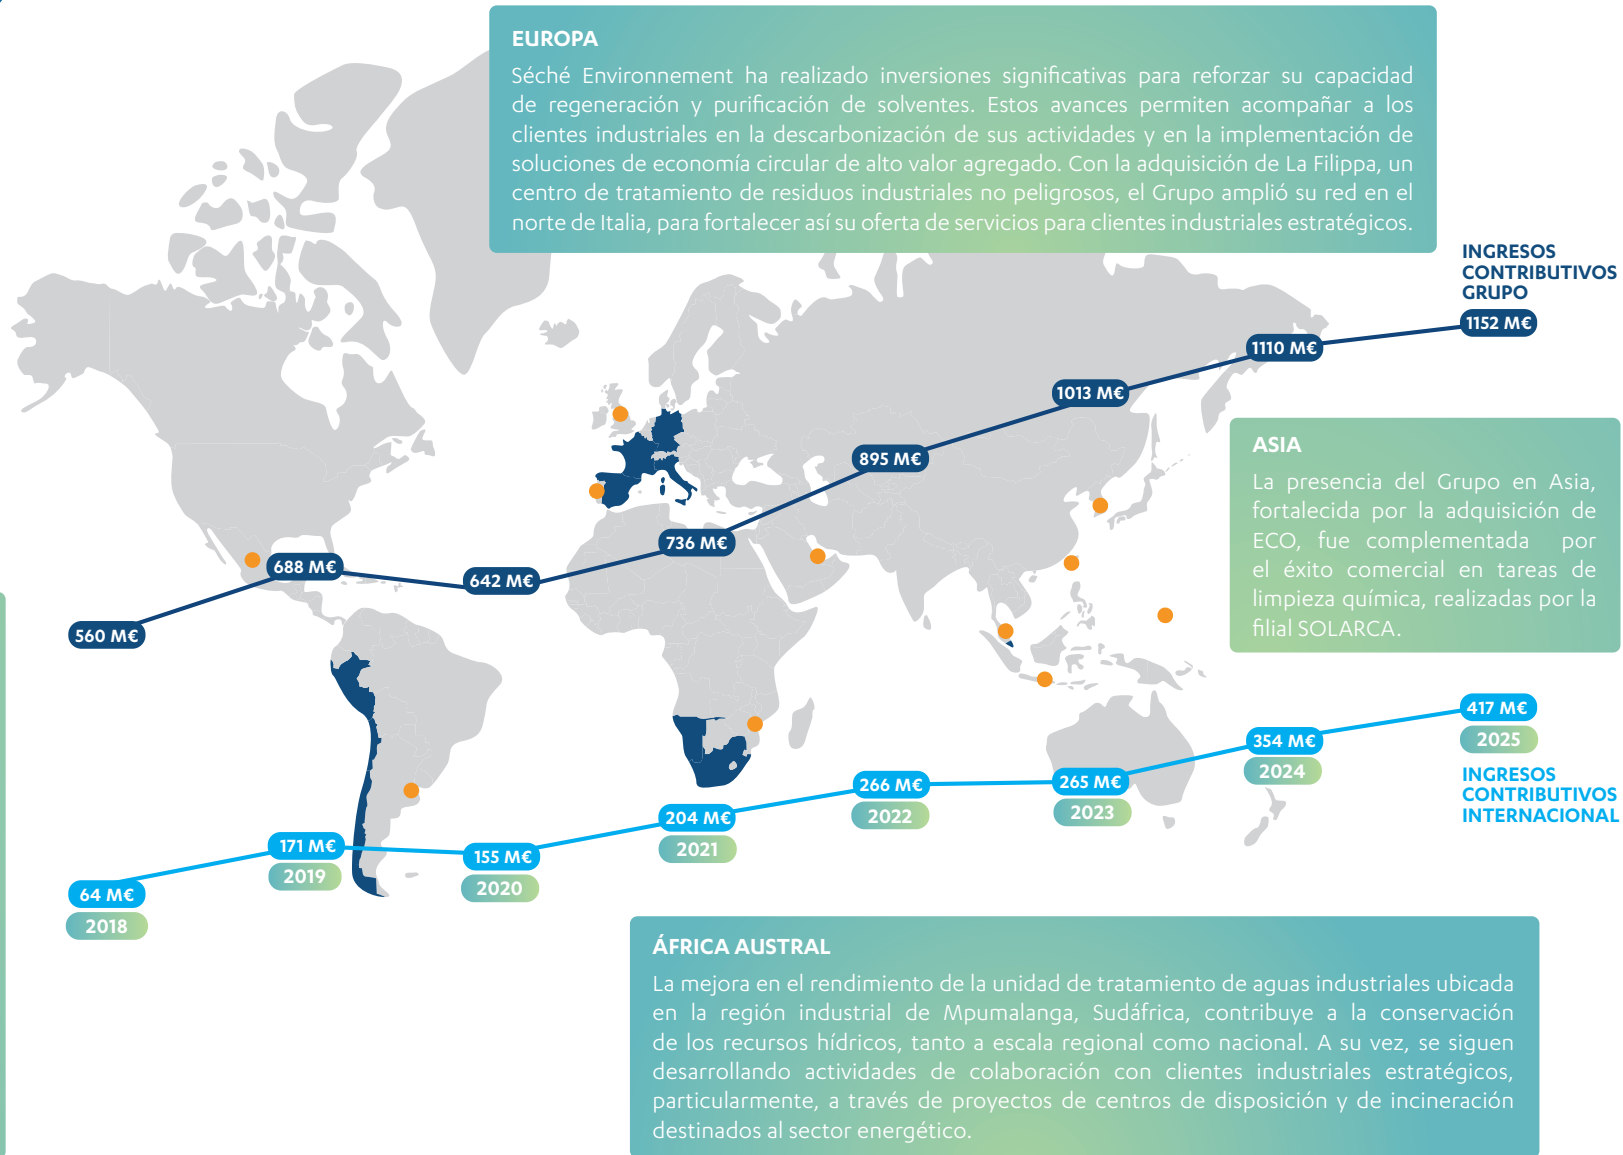 EUROPA
Séché Environnement ha realizado inversiones significativas para reforzar su capacidad
de regeneración y purificación de solventes. Estos avances permiten acompañar a los
clientes industriales en la descarbonización de sus actividades y en la implementación de
soluciones de economía circular de alto valor agregado. Con la adquisición de La Filippa, un
centro de tratamiento de residuos industriales no peligrosos, el Grupo amplió su red en el
norte de Italia, para fortalecer así su oferta de servicios para clientes industriales estratégicos.
INGRESOS
CONTRIBUTIVOS
GRUPO
1152 M€
1110 M€
1013 M€
895 M€
736 M€
688 M€
642 M€
560 M€
ASIA
La presencia del Grupo en Asia,
fortalecida por la adquisición de
ECO, fue complementada por
el éxito comercial en tareas de
limpieza química, realizadas por la
filial SOLARCA.
417 M€
2025
INGRESOS
CONTRIBUTIVOS
INTERNACIONAL
354 M€
2024
265 M€
2023
266 M€
2022
204 M€
2021
155 M€
2020
171 M€
2019
64 M€
2018
ÁFRICA AUSTRAL
La mejora en el rendimiento de la unidad de tratamiento de aguas industriales ubicada
en la región industrial de Mpumalanga, Sudáfrica, contribuye a la conservación
de los recursos hídricos, tanto a escala regional como nacional. A su vez, se siguen
desarrollando actividades de colaboración con clientes industriales estratégicos,
particularmente, a través de proyectos de centros de disposición y de incineración
destinados al sector energético.